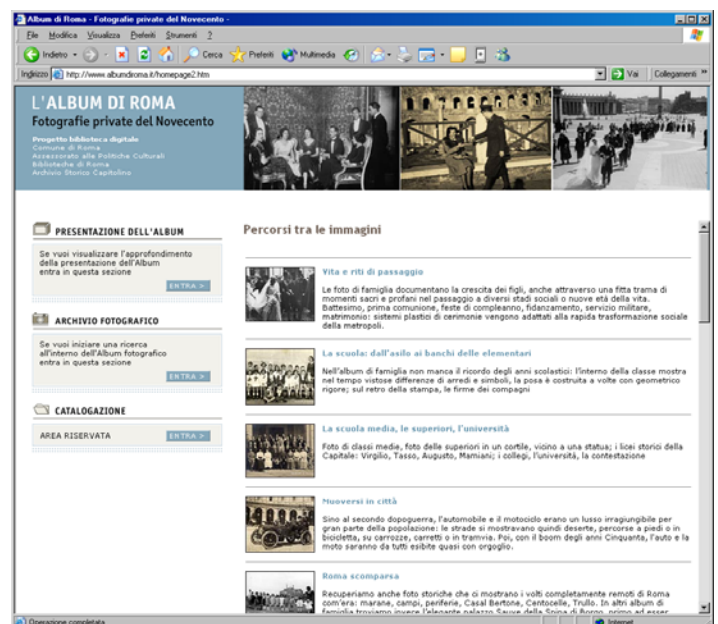 Album di Roma - Fotografie private del Novecento -
File Modifica Visualizza Preferiti Strumenti ?
Indietro Cerca Preferiti Multimedia
Indirizzo http://www.albumdiroma.it/homepage2.htm Vai Collegamenti »
L'ALBUM DI ROMA
Fotografie private del Novecento
Progetto biblioteca digitale
Comune di Roma
Assessorato alle Politiche Culturali
Biblioteche di Roma
Archivio Storico Capitolino
PRESENTAZIONE DELL'ALBUM
Se vuoi visualizzare l'approfondimento
della presentazione dell'Album
entra in questa sezione
ENTRA >
ARCHIVIO FOTOGRAFICO
Se vuoi iniziare una ricerca
all'interno dell'Album fotografico
entra in questa sezione
ENTRA >
CATALOGAZIONE
AREA RISERVATA ENTRA >
Percorsi tra le immagini
Vita e riti di passaggio
Le foto di famiglia documentano la crescita dei figli, anche attraverso una fitta trama di
momenti sacri e profani nel passaggio a diversi stadi sociali o nuove età della vita.
Battesimo, prima comunione, feste di compleanno, fidanzamento, servizio militare,
matrimonio: sistemi plastici di cerimonie vengono adattati alla rapida trasformazione sociale
della metropoli.
La scuola: dall'asilo ai banchi delle elementari
Nell'album di famiglia non manca il ricordo degli anni scolastici: l'interno della classe mostra
nel tempo vistose differenze di arredi e simboli, la posa è costruita a volte con geometrico
rigore; sul retro della stampa, le firme dei compagni
La scuola media, le superiori, l'università
Foto di classi medie, foto delle superiori in un cortile, vicino a una statua; i licei storici della
Capitale: Virgilio, Tasso, Augusto, Mamiani; i collegi, l'università, la contestazione
Muoversi in città
Sino al secondo dopoguerra, l'automobile e il motociclo erano un lusso irragiungibile per
gran parte della popolazione: le strade si mostravano quindi deserte, percorse a piedi o in
bicicletta, su carrozze, carretti o in tramvia. Poi, con il boom degli anni Cinquanta, l'auto e la
moto saranno da tutti esibite quasi con orgoglio.
Roma scomparsa
Recuperiamo anche foto storiche che ci mostrano i volti completamente remoti di Roma
com'era: marane, campi, periferie, Casal Bertone, Centocelle, Trullo. In altri album di
famiglia troviamo invece l'elegante palazzo Sauve della Spina di Borgo, primo ad esser
Operazione completata Internet